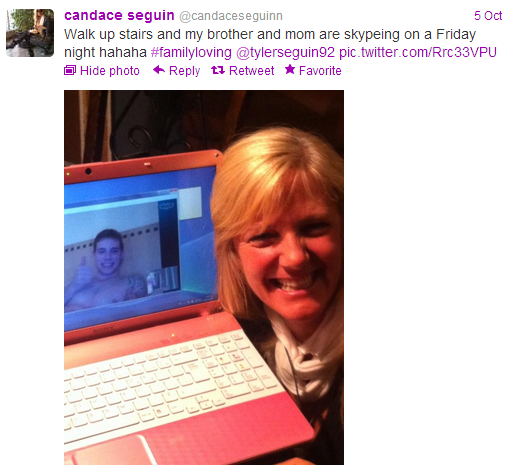 candace seguin @candaceseguinn 5 Oct
Walk up stairs and my brother and mom are skypeing on a Friday
night hahaha #familyloving @tylerseguin92 pic.twitter.com/Rrc33VPU
Hide photo Reply Retweet Favorite